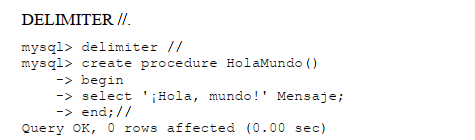 DELIMITER //.
mysql> delimiter //
mysql> create procedure HolaMundo()
-> begin
-> select '¡Hola, mundo!' Mensaje;
-> end;//
Query OK, 0 rows affected (0.00 sec)